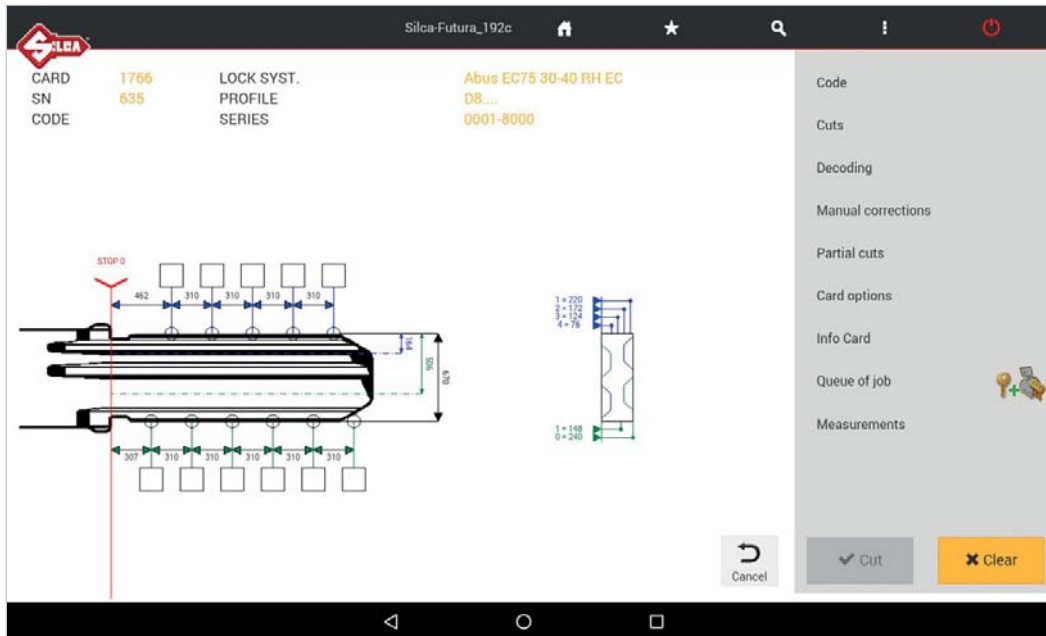 Silca-Futura_192c
SILCA
CARD 1766 LOCK SYST. Abus EC75 30-40 RH EC
SN 635 PROFILE D8....
CODE SERIES 0001-8000
Code
Cuts
Decoding
Manual corrections
Partial cuts
Card options
Info Card
Queue of job
Measurements
STOP 0
462 310 310 310 310
1 = 220
2 = 172
3 = 124
4 = 76
164
506
670
307 310 310 310 310 310
1 = 148
0 = 240
Cancel
Cut
Clear